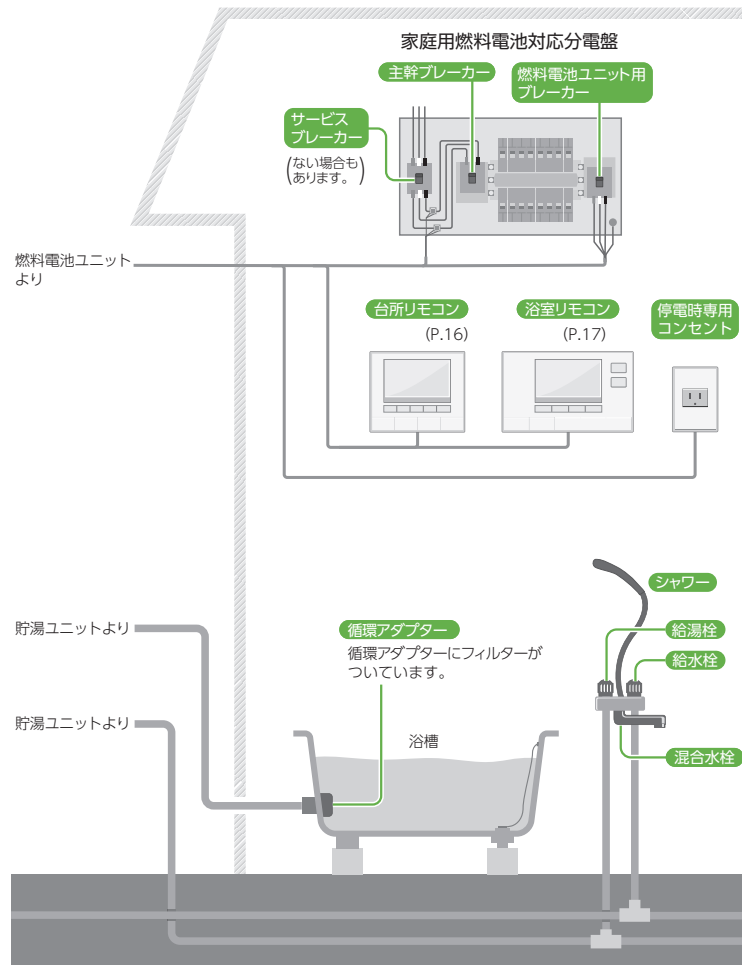 家庭用燃料電池対応分電盤
主幹ブレーカー
燃料電池ユニット用
ブレーカー
サービス
ブレーカー
(ない場合も
あります。)
燃料電池ユニット
より
台所リモコン
(P.16)
浴室リモコン
(P.17)
停電時専用
コンセント
シャワー
貯湯ユニットより
循環アダプター
循環アダプターにフィルターが
ついています。
給湯栓
給水栓
貯湯ユニットより
浴槽
混合水栓